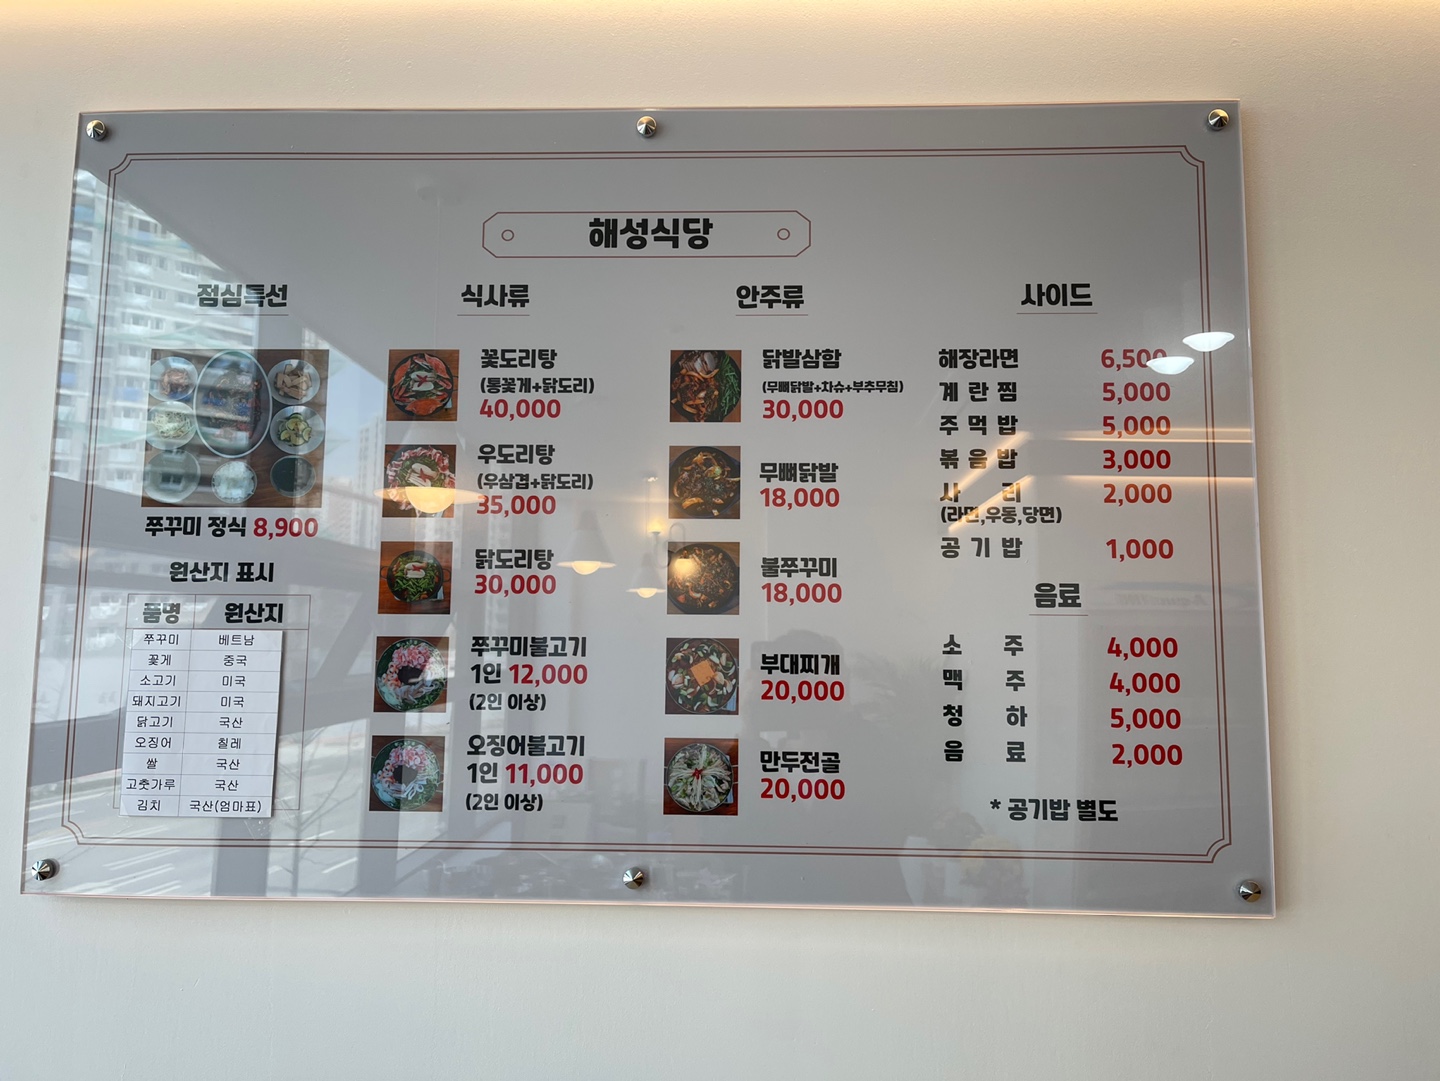 해성식당
점심특선
쭈꾸미 정식 8,900
원산지 표시
품명 원산지
쭈꾸미 베트남
꽃게 중국
소고기 미국
돼지고기 미국
닭고기 국산
오징어 칠레
쌀 국산
고춧가루 국산
김치 국산(엄마표)
식사류
꽃도리탕
(통꽃게+닭도리)
40,000
우도리탕
(우삼겹+닭도리)
35,000
닭도리탕
30,000
쭈꾸미불고기
1인 12,000
(2인 이상)
오징어불고기
1인 11,000
(2인 이상)
안주류
닭발삼합
(무뼈닭발+차슈+부추무침)
30,000
무뼈닭발
18,000
불쭈꾸미
18,000
부대찌개
20,000
만두전골
20,000
사이드
해장라면 6,500
계란찜 5,000
주먹밥 5,000
볶음밥 3,000
사리 2,000
(라면,우동,당면)
공기밥 1,000
음료
소주 4,000
맥주 4,000
청하 5,000
음료 2,000
* 공기밥 별도